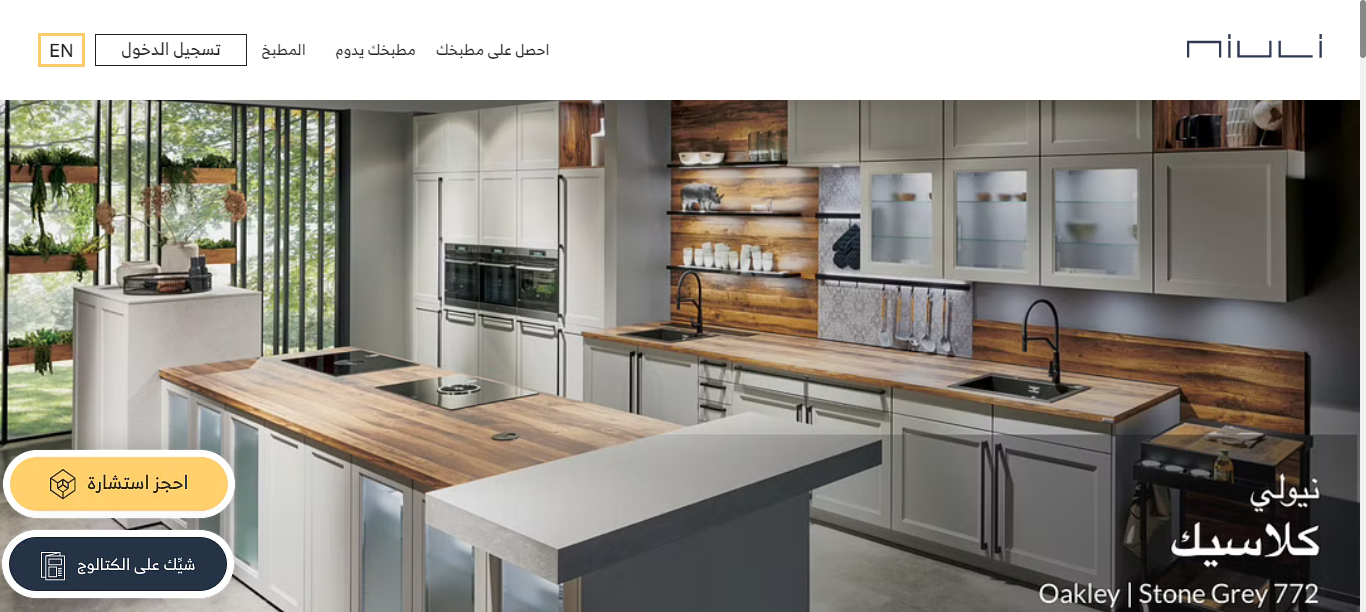 niuli
احصل على مطبخك
مطبخك يدوم
المطبخ
تسجيل الدخول
EN
احجز استشارة
شيِّك على الكتالوج
نيولي
كلاسيك
Oakley | Stone Grey 772